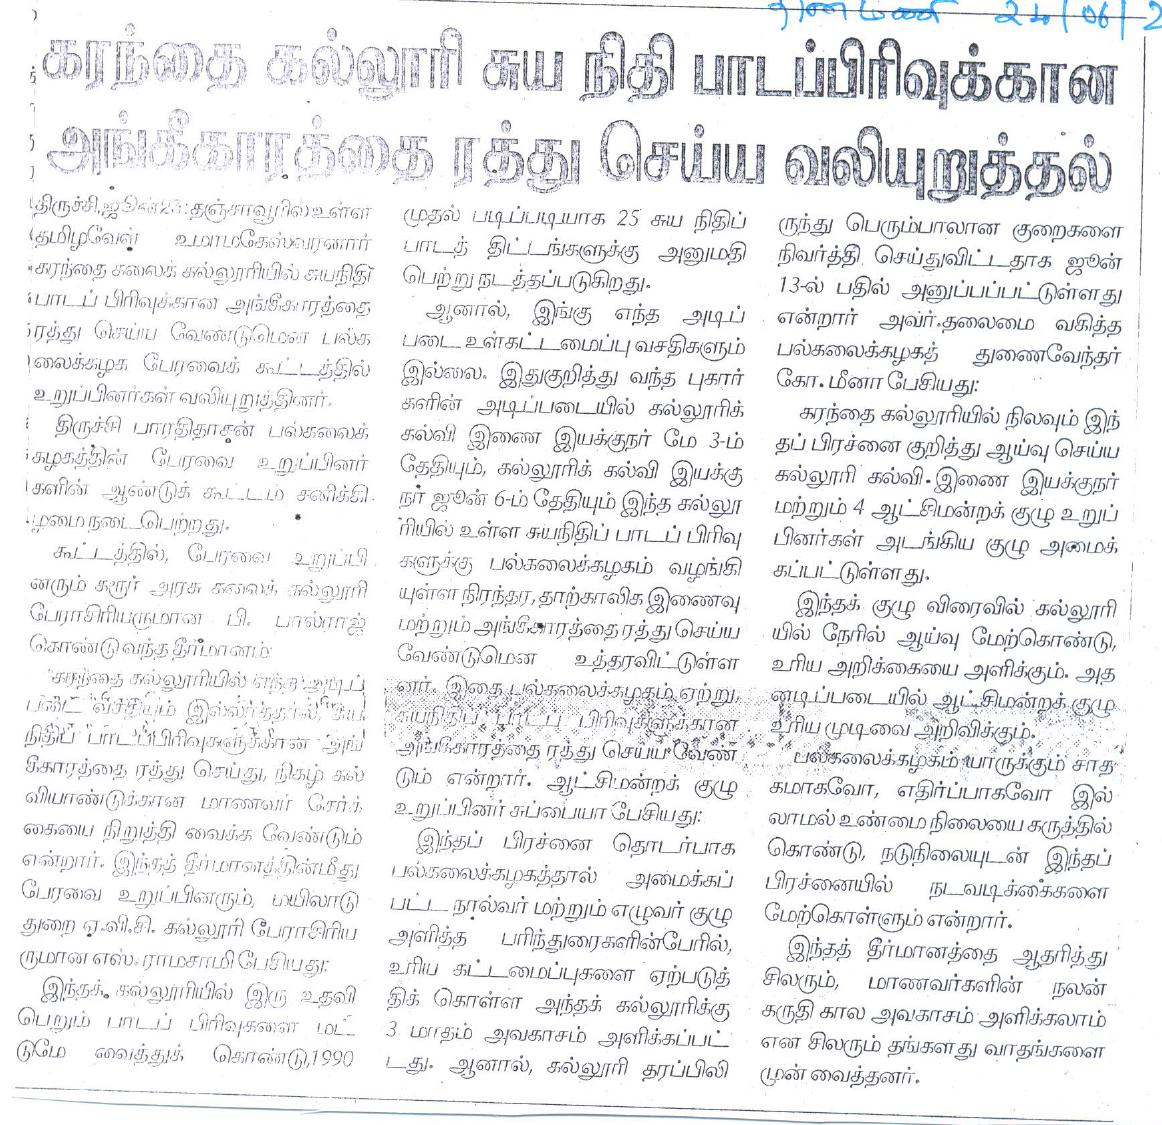 தினமணி 24/06/2
கரந்தை கல்லூரி சுய நிதி பாடப்பிரிவுக்கான
அங்கீகாரத்தை ரத்து செய்ய வலியுறுத்தல்
திருச்சி, ஜூன் 23: தஞ்சாவூரில் உள்ள
தமிழவேள் உமாமகேஸ்வரனார்
கரந்தை கலைக் கல்லூரியில் சுயநிதி
பாடப் பிரிவுக்கான அங்கீகாரத்தை
ரத்து செய்ய வேண்டுமென பல்க
லைக்கழக பேரவைக் கூட்டத்தில்
உறுப்பினர்கள் வலியுறுத்தினர்.
திருச்சி பாரதிதாசன் பல்கலைக்
கழகத்தின் பேரவை உறுப்பினர்
களின் ஆண்டுக் கூட்டம் சனிக்கி
ழமை நடைபெற்றது.
கூட்டத்தில், பேரவை உறுப்பி
னரும் கரூர் அரசு கலைக் கல்லூரி
பேராசிரியருமான பி. பால்ராஜ்
கொண்டு வந்த தீர்மானம்:
கரந்தை கல்லூரியில் எந்த அடிப்
படை வசதியும் இல்லாததால், சுய
நிதிப் பாடப்பிரிவுகளுக்கான அங்
கீகாரத்தை ரத்து செய்து, நிகழ் கல்
வியாண்டுக்கான மாணவர் சேர்க்
கையை நிறுத்தி வைக்க வேண்டும்
என்றார். இந்தத் தீர்மானத்தின்மீது
பேரவை உறுப்பினரும், மயிலாடு
துறை ஏ.வி.சி. கல்லூரி பேராசிரிய
ருமான எஸ். ராமசாமி பேசியது:
இந்தக் கல்லூரியில் இரு உதவி
பெறும் பாடப் பிரிவுகளை மட்
டுமே வைத்துக் கொண்டு, 1990
முதல் படிப்படியாக 25 சுய நிதிப்
பாடத் திட்டங்களுக்கு அனுமதி
பெற்று நடத்தப்படுகிறது.
ஆனால், இங்கு எந்த அடிப்
படை உள்கட்டமைப்பு வசதிகளும்
இல்லை. இதுகுறித்து வந்த புகார்
களின் அடிப்படையில் கல்லூரிக்
கல்வி இணை இயக்குநர் மே 3-ம்
தேதியும், கல்லூரிக் கல்வி இயக்கு
நர் ஜூன் 6-ம் தேதியும் இந்த கல்லூ
ரியில் உள்ள சுயநிதிப் பாடப் பிரிவு
களுக்கு பல்கலைக்கழகம் வழங்கி
யுள்ள நிரந்தர, தாற்காலிக இணைவு
மற்றும் அங்கீகாரத்தை ரத்து செய்ய
வேண்டுமென உத்தரவிட்டுள்ள
னர். இதை பல்கலைக்கழகம் ஏற்று,
சுயநிதிப் பாடப் பிரிவுகளுக்கான
அங்கீகாரத்தை ரத்து செய்ய வேண்
டும் என்றார். ஆட்சிமன்றக் குழு
உறுப்பினர் சுப்பையா பேசியது:
இந்தப் பிரச்னை தொடர்பாக
பல்கலைக்கழகத்தால் அமைக்கப்
பட்ட நால்வர் மற்றும் எழுவர் குழு
அளித்த பரிந்துரைகளின்பேரில்,
உரிய கட்டமைப்புகளை ஏற்படுத்
திக் கொள்ள அந்தக் கல்லூரிக்கு
3 மாதம் அவகாசம் அளிக்கப்பட்
டது. ஆனால், கல்லூரி தரப்பிலி
ருந்து பெரும்பாலான குறைகளை
நிவர்த்தி செய்துவிட்டதாக ஜூன்
13-ல் பதில் அனுப்பப்பட்டுள்ளது
என்றார் அவர். தலைமை வகித்த
பல்கலைக்கழகத் துணைவேந்தர்
கோ. மீனா பேசியது:
கரந்தை கல்லூரியில் நிலவும் இந்
தப் பிரச்னை குறித்து ஆய்வு செய்ய
கல்லூரி கல்வி இணை இயக்குநர்
மற்றும் 4 ஆட்சிமன்றக் குழு உறுப்
பினர்கள் அடங்கிய குழு அமைக்
கப்பட்டுள்ளது.
இந்தக் குழு விரைவில் கல்லூரி
யில் நேரில் ஆய்வு மேற்கொண்டு,
உரிய அறிக்கையை அளிக்கும். அத
னடிப்படையில் ஆட்சிமன்றக் குழு
உரிய முடிவை அறிவிக்கும்.
பல்கலைக்கழகம் யாருக்கும் சாத
கமாகவோ, எதிர்ப்பாகவோ இல்
லாமல் உண்மை நிலையை கருத்தில்
கொண்டு, நடுநிலையுடன் இந்தப்
பிரச்னையில் நடவடிக்கைகளை
மேற்கொள்ளும் என்றார்.
இந்தத் தீர்மானத்தை ஆதரித்து
சிலரும், மாணவர்களின் நலன்
கருதி கால அவகாசம் அளிக்கலாம்
என சிலரும் தங்களது வாதங்களை
முன் வைத்தனர்.